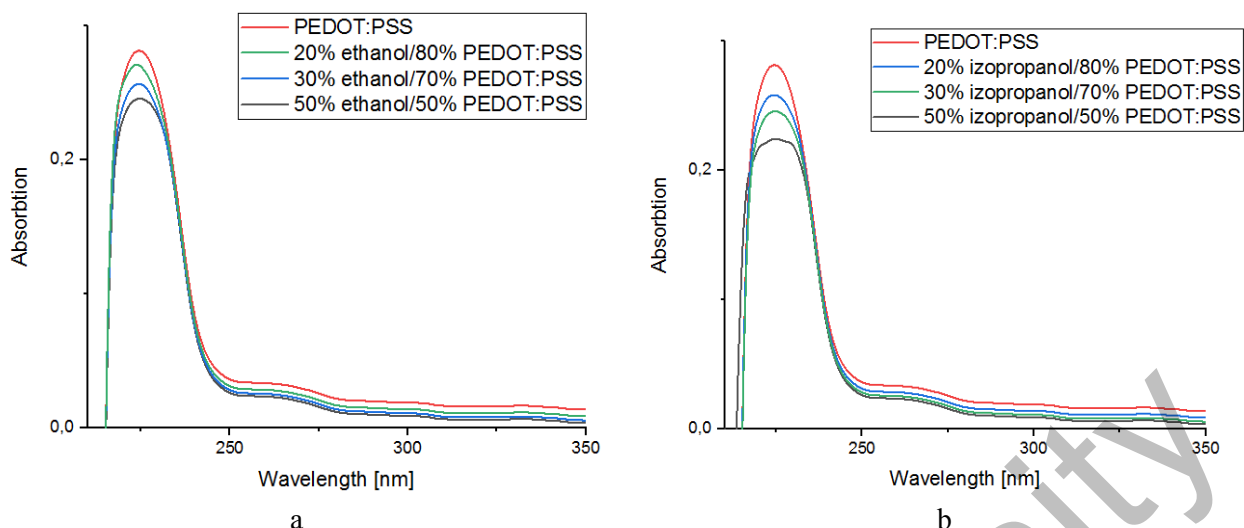 PEDOT:PSS
20% ethanol/80% PEDOT:PSS
30% ethanol/70% PEDOT:PSS
50% ethanol/50% PEDOT:PSS
0,2
0,0
Absorbtion
250
300
350
Wavelength [nm]
a
PEDOT:PSS
20% izopropanol/80% PEDOT:PSS
30% izopropanol/70% PEDOT:PSS
50% izopropanol/50% PEDOT:PSS
0,2
0,0
Absorbtion
250
300
350
Wavelength [nm]
b
ity